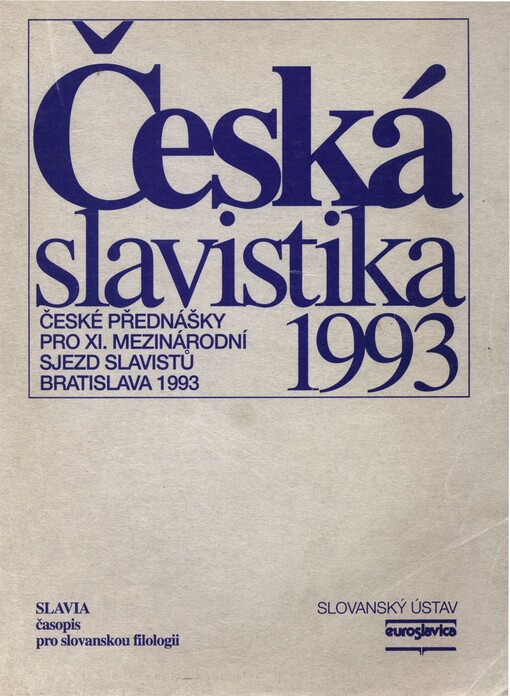 Česká
slavistika
1993
ČESKÉ PŘEDNÁŠKY
PRO XI. MEZINÁRODNÍ
SJEZD SLAVISTŮ
BRATISLAVA 1993
SLAVIA
časopis
pro slovanskou filologii
SLOVANSKÝ ÚSTAV
euroslavica